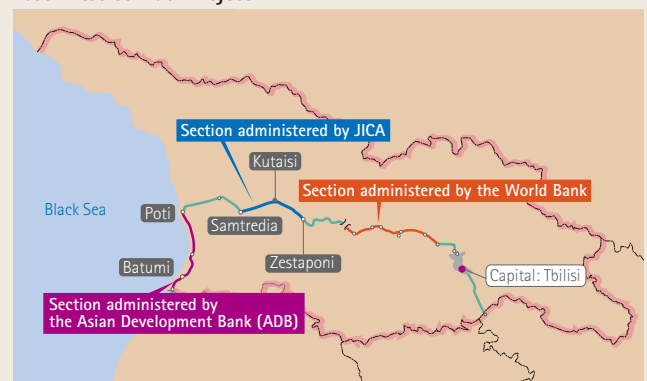 Section administered by JICA
Kutaisi
Section administered by the World Bank
Black Sea
Poti
Samtredia
Batumi
Zestaponi
Capital: Tbilisi
Section administered by
the Asian Development Bank (ADB)